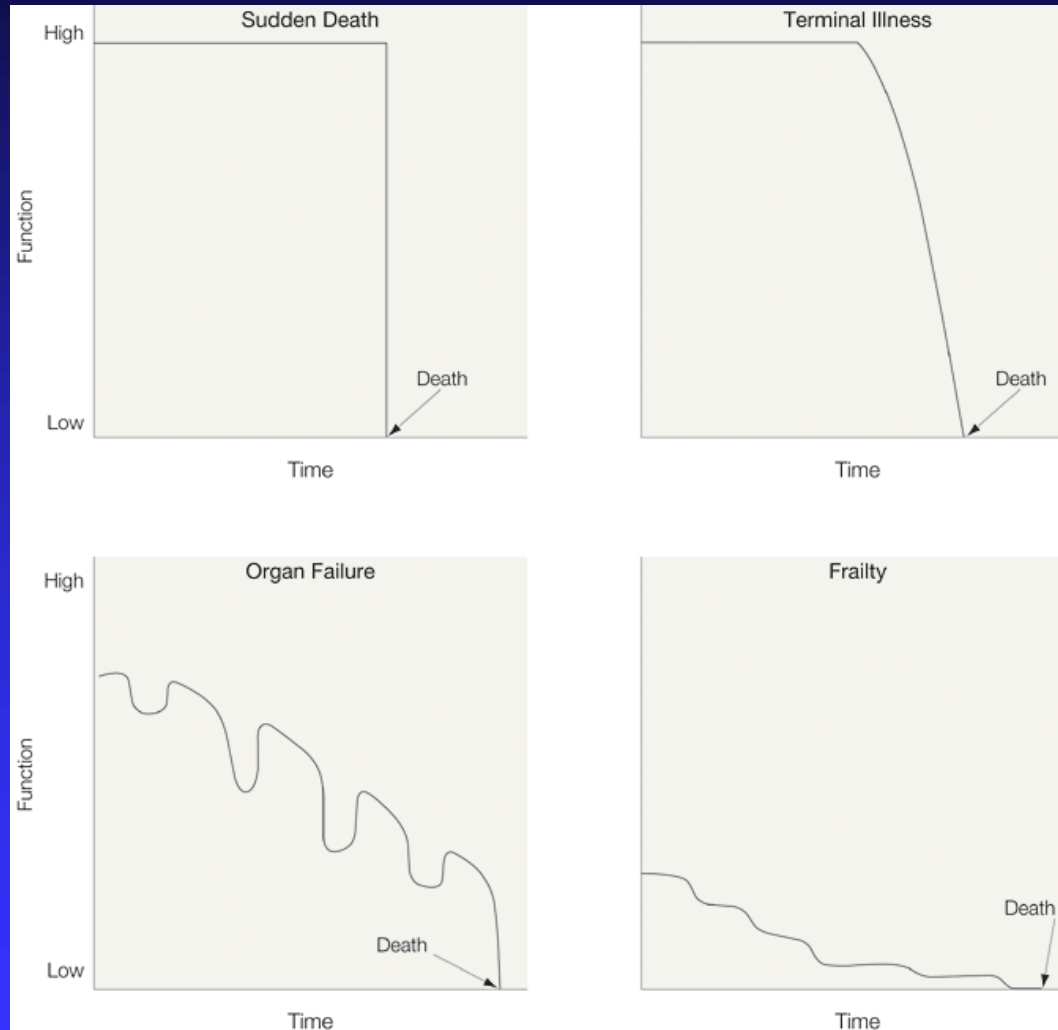 Sudden Death
High
Function
Low
Death
Time
Terminal Illness
Death
Time
Organ Failure
High
Function
Low
Death
Time
Frailty
Death
Time